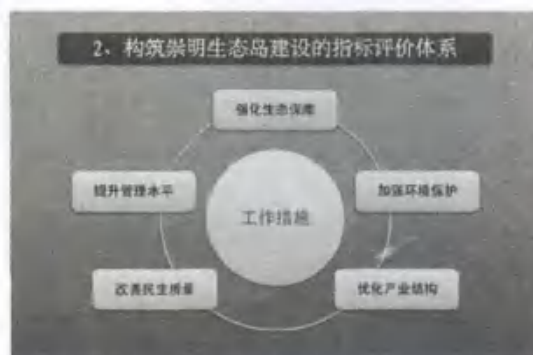 2、构筑崇明生态岛建设的指标评价体系
强化生态保障
提升管理水平
加强环境保护
工作措施
改善民生质量
优化产业结构